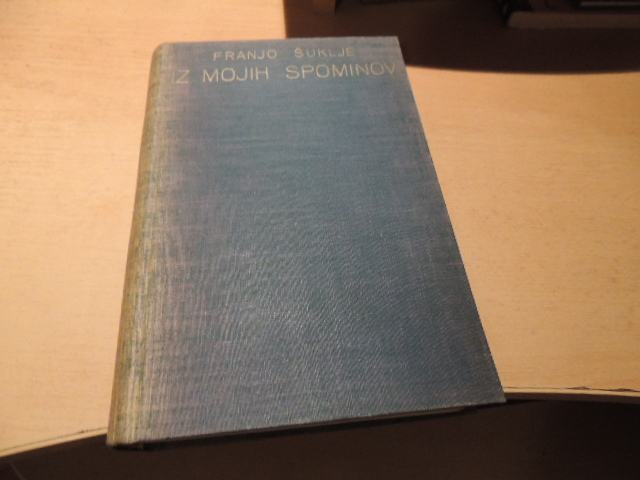 FRANJO ŠUKLJE
IZ MOJIH SPOMINOV